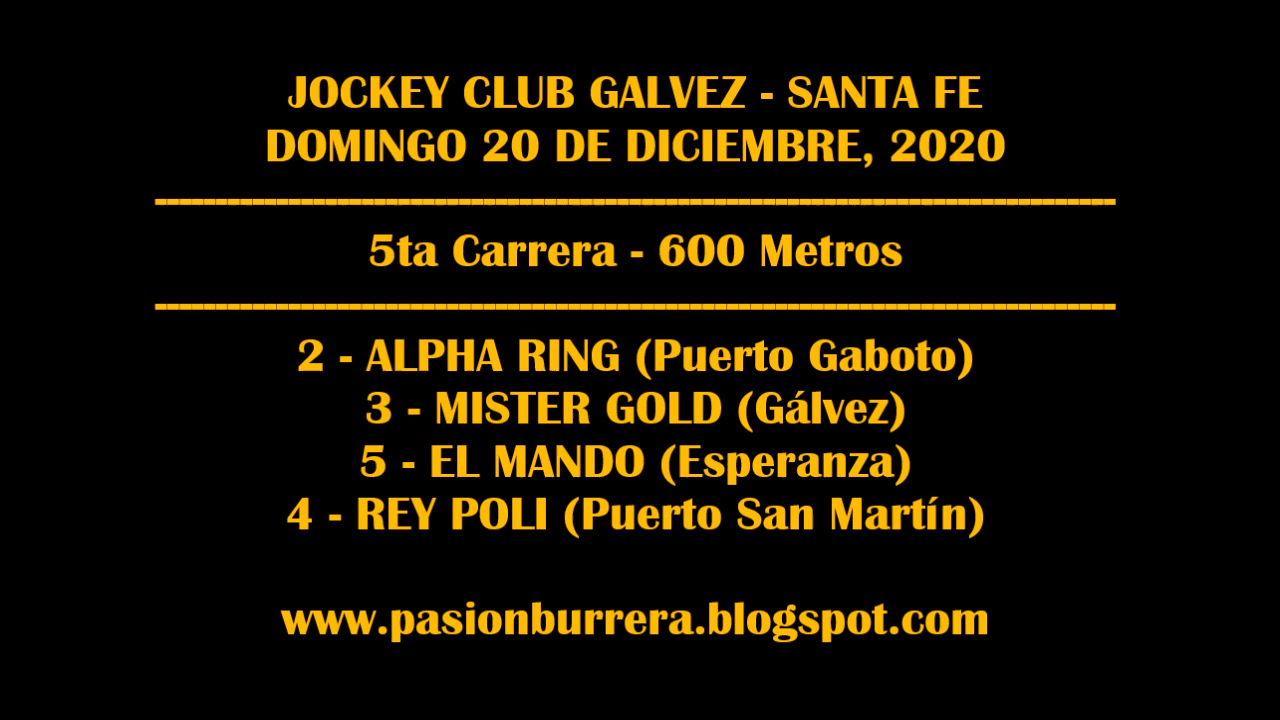 JOCKEY CLUB GALVEZ - SANTA FE
DOMINGO 20 DE DICIEMBRE, 2020
--------------------------------------------------------------------------------
5ta Carrera - 600 Metros
--------------------------------------------------------------------------------
2 - ALPHA RING (Puerto Gaboto)
3 - MISTER GOLD (Gálvez)
5 - EL MANDO (Esperanza)
4 - REY POLI (Puerto San Martín)
www.pasionburrera.blogspot.com